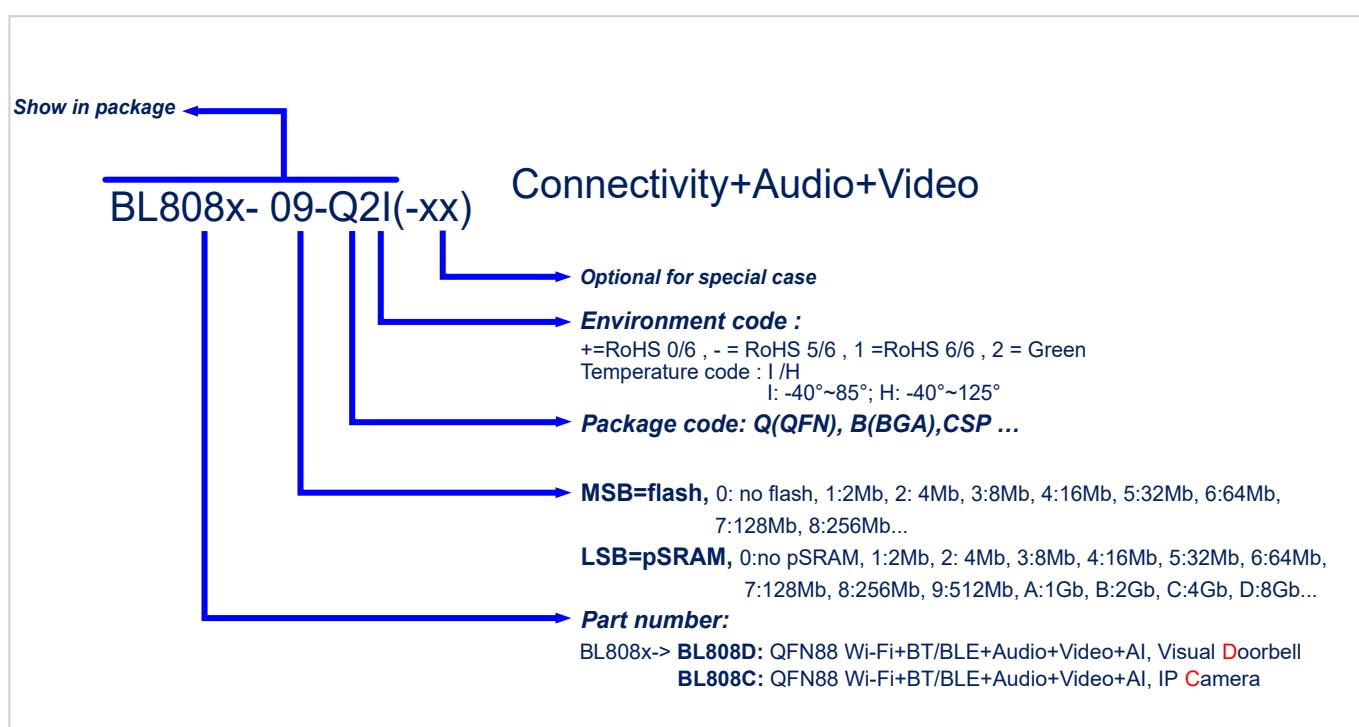 Show in package
Connectivity+Audio+Video
BL808x- 09-Q2I(-xx)
Optional for special case
Environment code :
+=RoHS 0/6 , - = RoHS 5/6 , 1 =RoHS 6/6 , 2 = Green
Temperature code : I /H
I: -40°~85°; H: -40°~125°
Package code: Q(QFN), B(BGA),CSP …
MSB=flash, 0: no flash, 1:2Mb, 2: 4Mb, 3:8Mb, 4:16Mb, 5:32Mb, 6:64Mb,
7:128Mb, 8:256Mb...
LSB=pSRAM, 0:no pSRAM, 1:2Mb, 2: 4Mb, 3:8Mb, 4:16Mb, 5:32Mb, 6:64Mb,
7:128Mb, 8:256Mb, 9:512Mb, A:1Gb, B:2Gb, C:4Gb, D:8Gb...
Part number:
BL808x-> BL808D: QFN88 Wi-Fi+BT/BLE+Audio+Video+AI, Visual Doorbell
BL808C: QFN88 Wi-Fi+BT/BLE+Audio+Video+AI, IP Camera